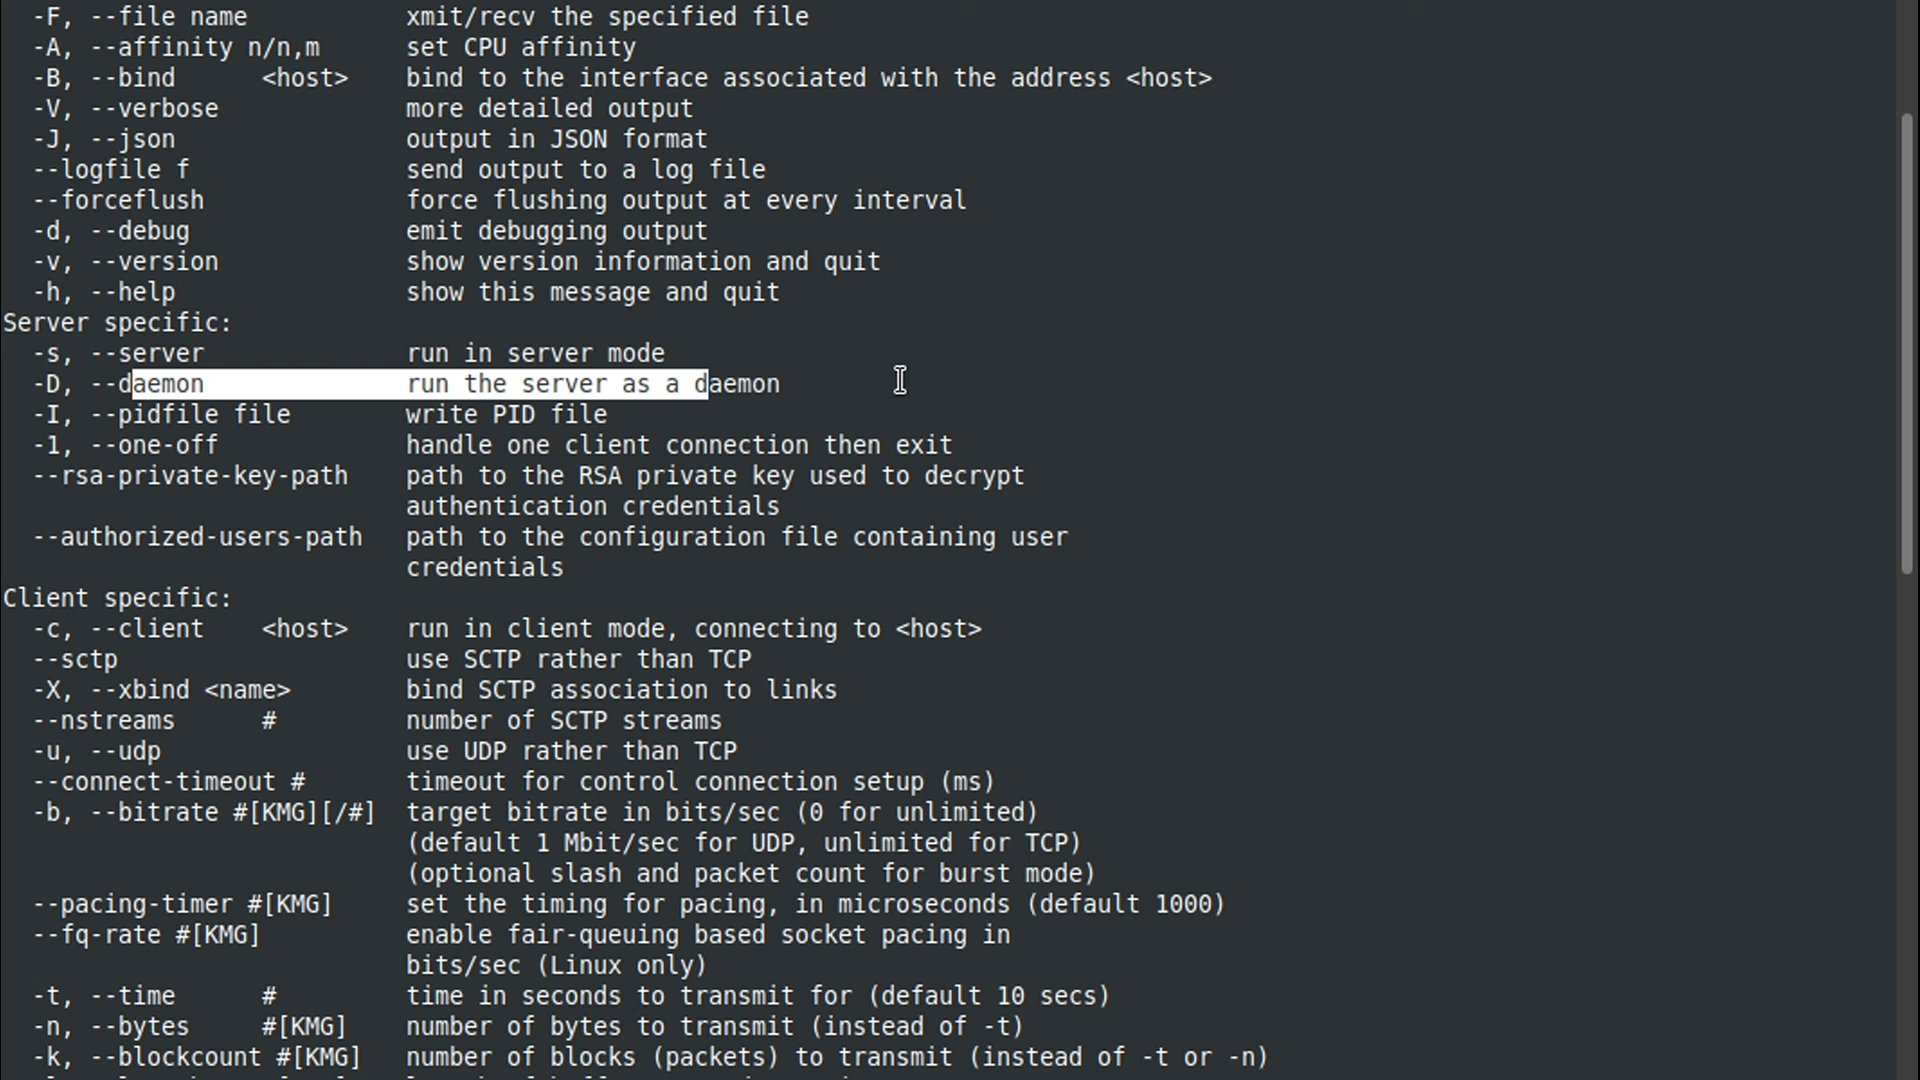 -F, --file name           xmit/recv the specified file
-A, --affinity n/n,m      set CPU affinity
-B, --bind      <host>    bind to the interface associated with the address <host>
-V, --verbose             more detailed output
-J, --json                output in JSON format
--logfile f               send output to a log file
--forceflush              force flushing output at every interval
-d, --debug               emit debugging output
-v, --version             show version information and quit
-h, --help                show this message and quit
Server specific:
-s, --server              run in server mode
-D, --daemon              run the server as a daemon
-I, --pidfile file        write PID file
-1, --one-off             handle one client connection then exit
--rsa-private-key-path    path to the RSA private key used to decrypt
authentication credentials
--authorized-users-path   path to the configuration file containing user
credentials
Client specific:
-c, --client    <host>    run in client mode, connecting to <host>
--sctp                    use SCTP rather than TCP
-X, --xbind <name>        bind SCTP association to links
--nstreams      #         number of SCTP streams
-u, --udp                 use UDP rather than TCP
--connect-timeout #       timeout for control connection setup (ms)
-b, --bitrate #[KMG][/#]  target bitrate in bits/sec (0 for unlimited)
(default 1 Mbit/sec for UDP, unlimited for TCP)
(optional slash and packet count for burst mode)
--pacing-timer #[KMG]     set the timing for pacing, in microseconds (default 1000)
--fq-rate #[KMG]          enable fair-queuing based socket pacing in
bits/sec (Linux only)
-t, --time      #         time in seconds to transmit for (default 10 secs)
-n, --bytes     #[KMG]    number of bytes to transmit (instead of -t)
-k, --blockcount #[KMG]   number of blocks (packets) to transmit (instead of -t or -n)